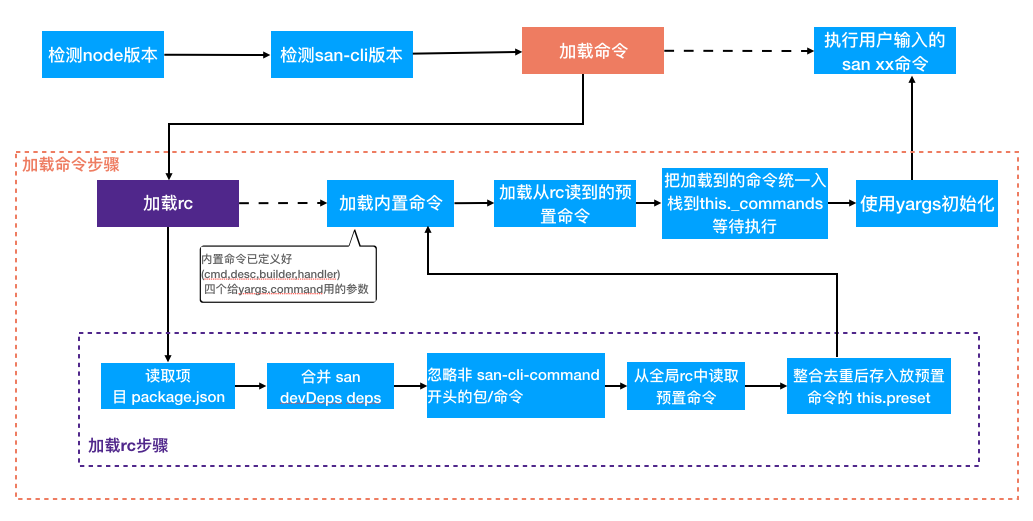 检测node版本
检测san-cli版本
加载命令
执行用户输入的
san xx命令
加载命令步骤
加载rc
加载内置命令
加载从rc读到的预
置命令
把加载到的命令统一入
栈到this._commands
等待执行
使用yargs初始化
内置命令已定义好
(cmd,desc,builder,handler)
四个给yargs.command用的参数
读取项
目 package.json
合并 san
devDeps deps
忽略非 san-cli-command
开头的包/命令
从全局rc中读取
预置命令
整合去重后存入放预置
命令的 this.preset
加载rc步骤